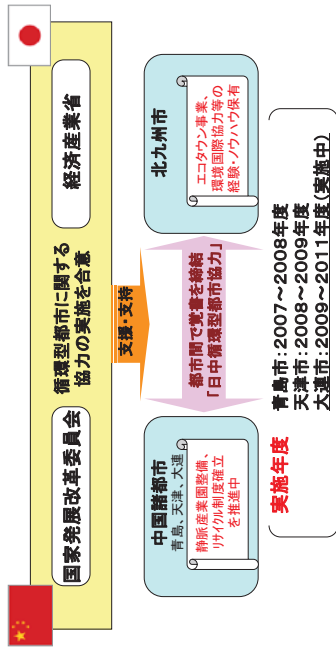 国家発展改革委員会
循環型都市に関する
協力の実施を合意
経済産業省
支援・支持
中国諸都市
青島、天津、大連
静脈産業園整備、
リサイクル制度確立
を推進中
都市間で覚書を締結
「日中循環型都市協力」
北九州市
エコタウン事業、
環境国際協力等の
経験・ノウハウ保有
実施年度
青島市：2007～2008年度
天津市：2008～2009年度
大連市：2009～2011年度(実施中)